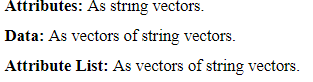 Attributes: As string vectors.
Data: As vectors of string vectors.
Attribute List: As vectors of string vectors.